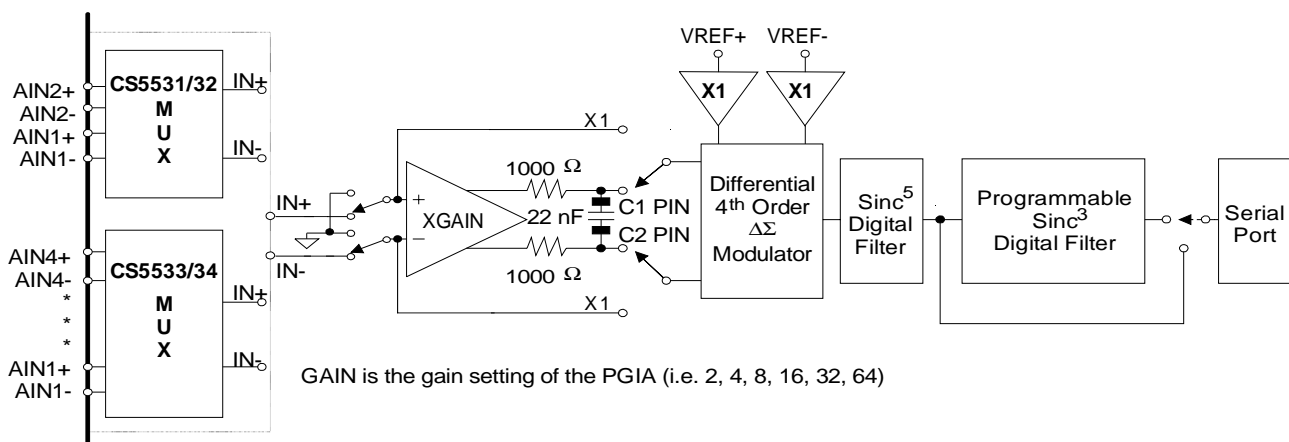 VREF+ VREF-
X1 X1
CS5531/32
M
U
X
IN+
IN-
AIN2+
AIN2-
AIN1+
AIN1-
CS5533/34
M
U
X
IN+
IN-
AIN4+
AIN4-
*
*
*
AIN1+
AIN1-
IN+
IN-
X1
XGAIN
+
−
1000 Ω
22 nF
C1 PIN
C2 PIN
1000 Ω
X1
Differential
4th Order
ΔΣ
Modulator
Sinc⁵
Digital
Filter
Programmable
Sinc³
Digital Filter
Serial
Port
GAIN is the gain setting of the PGIA (i.e. 2, 4, 8, 16, 32, 64)